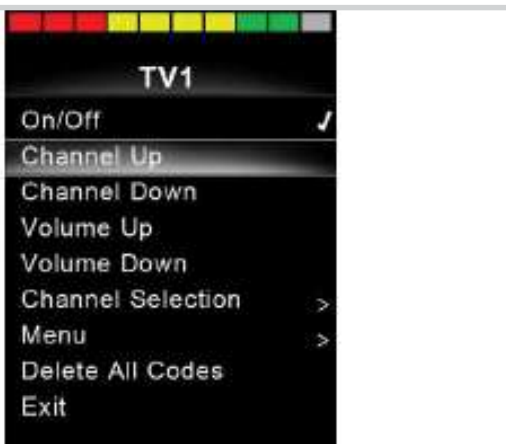 TV1
On/Off
Channel Up
Channel Down
Volume Up
Volume Down
Channel Selection >
Menu >
Delete All Codes
Exit